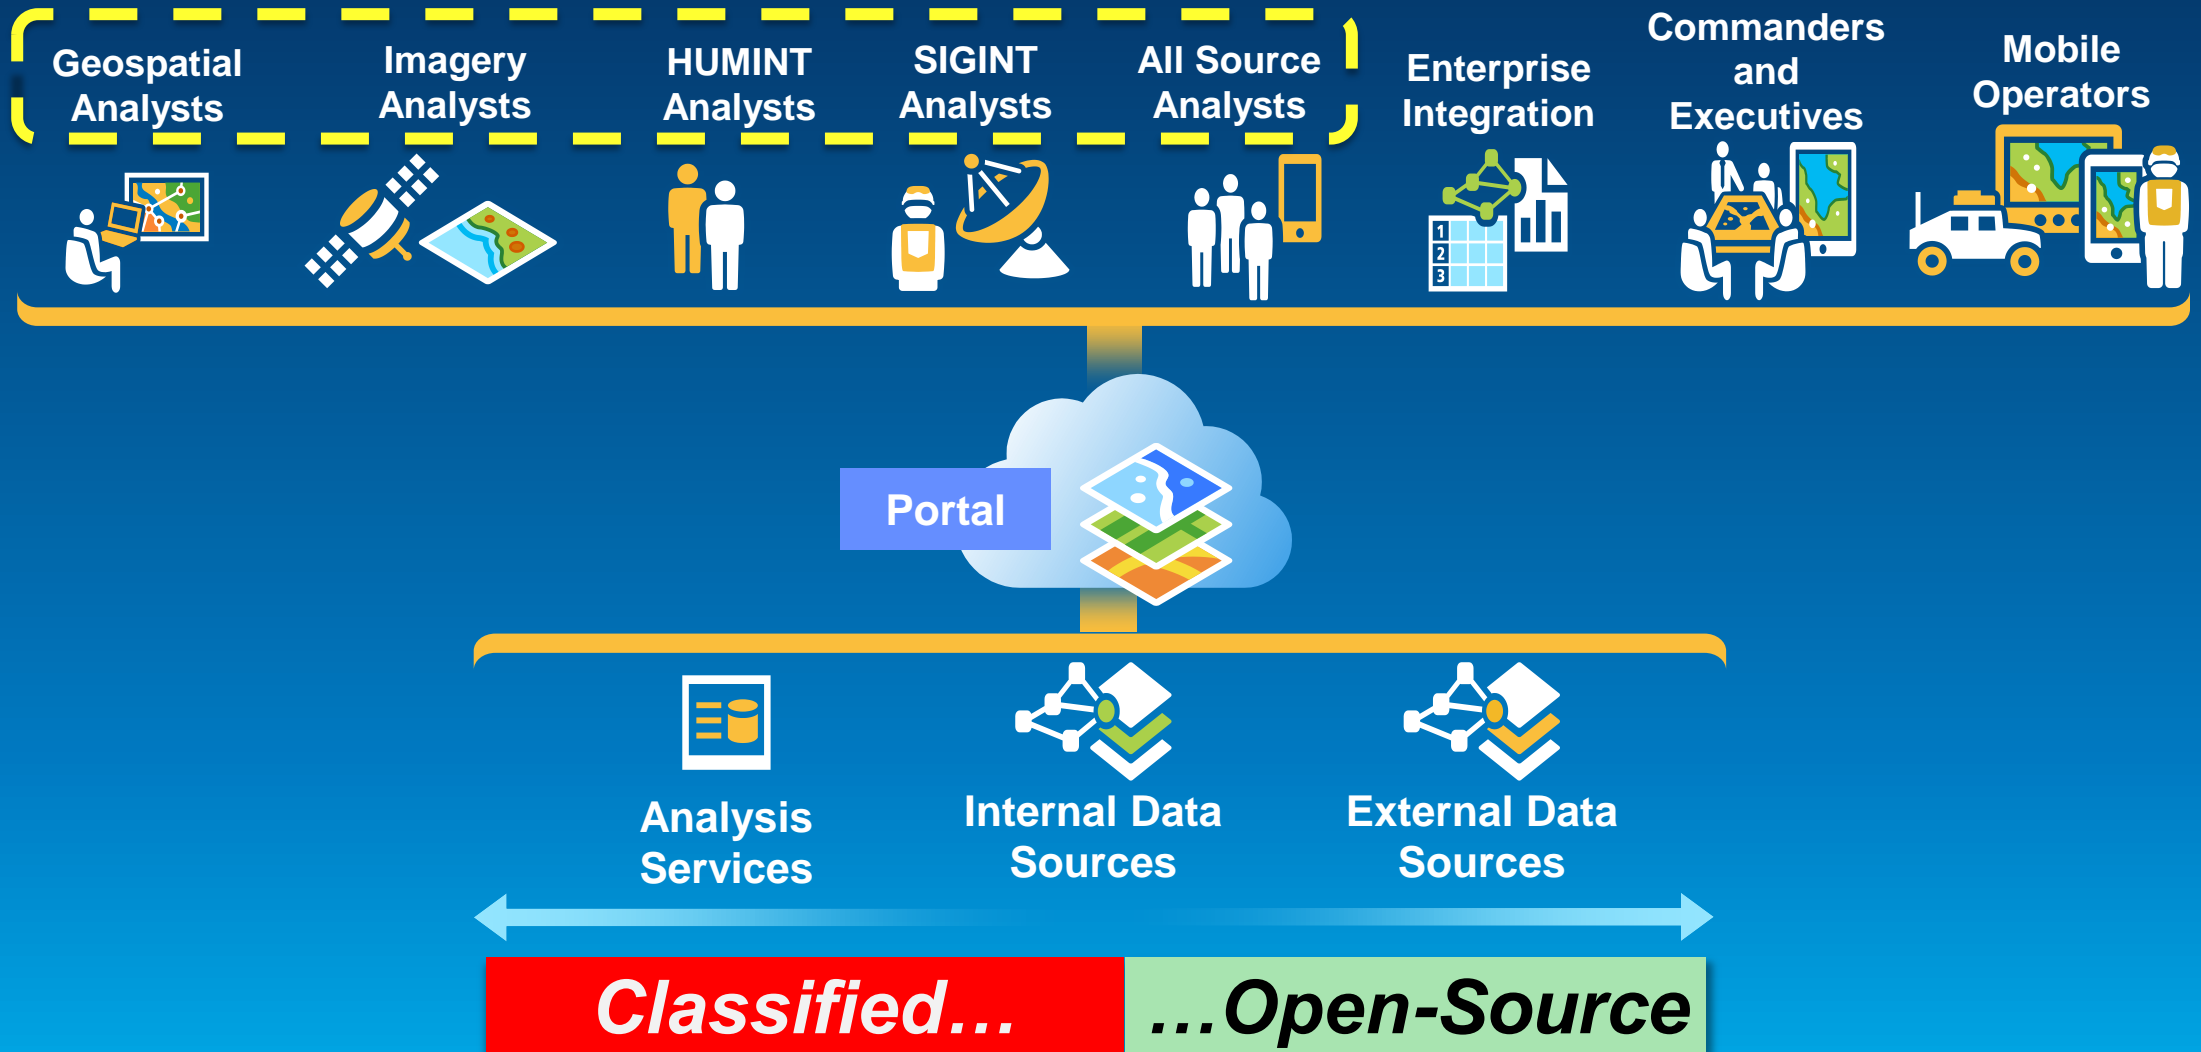 Geospatial
Analysts
Imagery
Analysts
HUMINT
Analysts
SIGINT
Analysts
All Source
Analysts
Enterprise
Integration
Commanders
and
Executives
Mobile
Operators
1
2
3
Portal
Analysis
Services
Internal Data
Sources
External Data
Sources
Classified…
…Open-Source